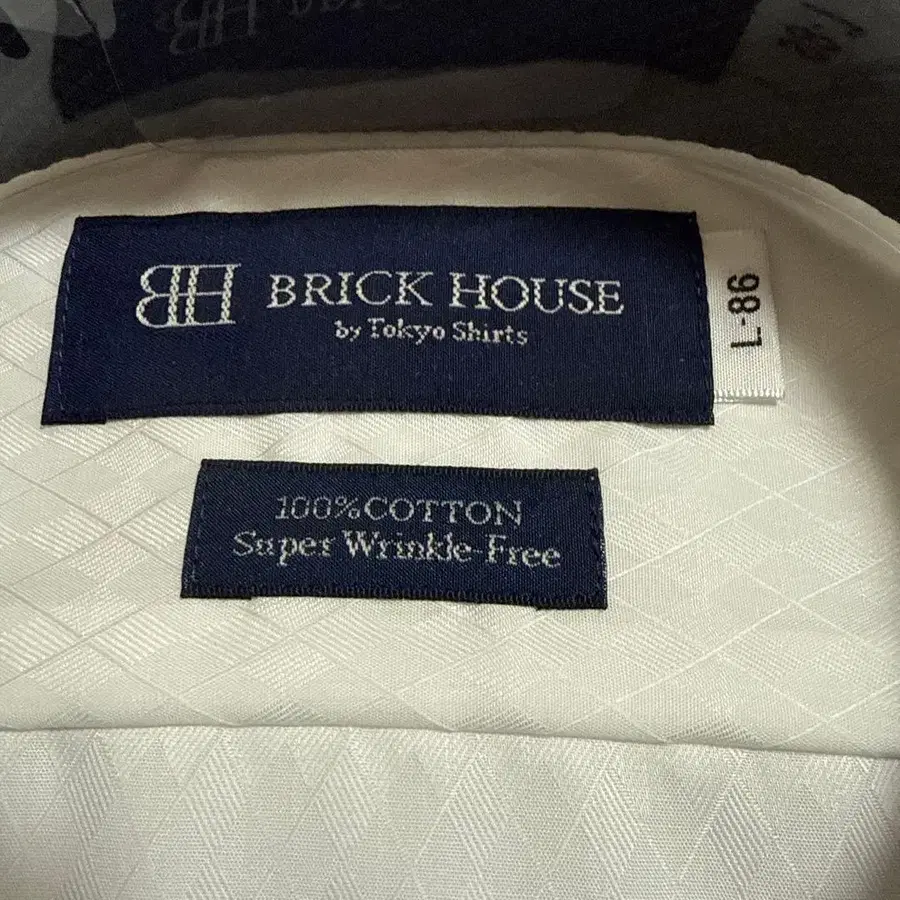 BH BRICK HOUSE
by Tokyo Shirts
L-86
100%COTTON
Super Wrinkle-Free